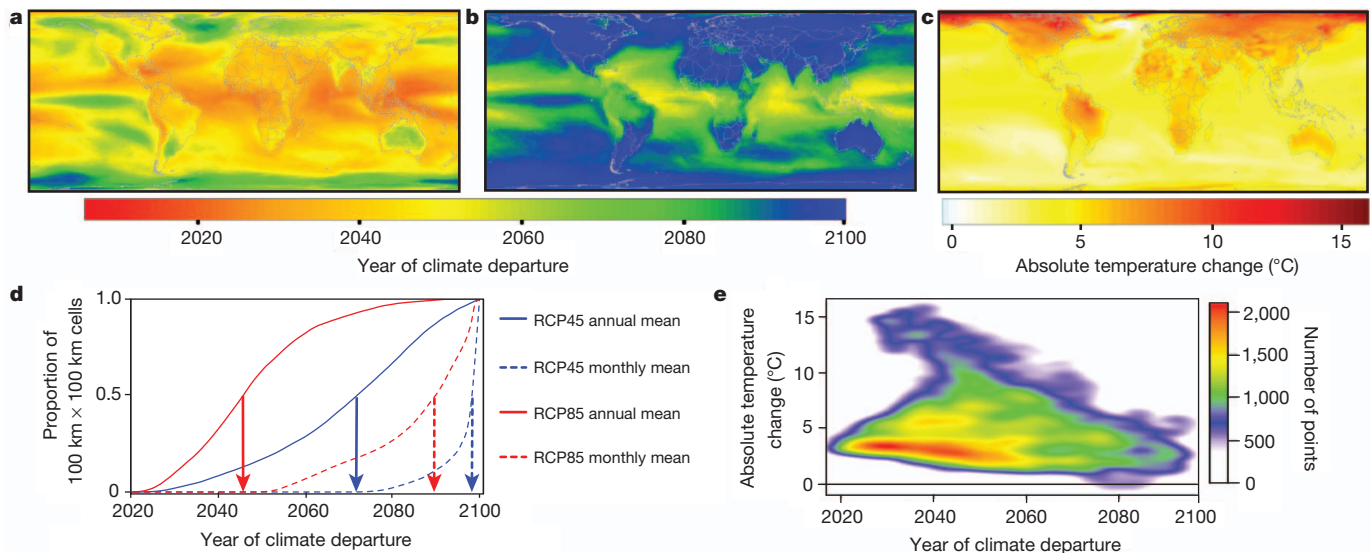 a
b
c
2020 2040 2060 2080 2100
Year of climate departure
0 5 10 15
Absolute temperature change (°C)
d
Proportion of
100 km × 100 km cells
1.0
0.5
0
2020 2040 2060 2080 2100
Year of climate departure
RCP45 annual mean
RCP45 monthly mean
RCP85 annual mean
RCP85 monthly mean
e
Absolute temperature
change (°C)
15
10
5
0
2020 2040 2060 2080 2100
Year of climate departure
2,000
1,500
1,000
500
0
Number of points